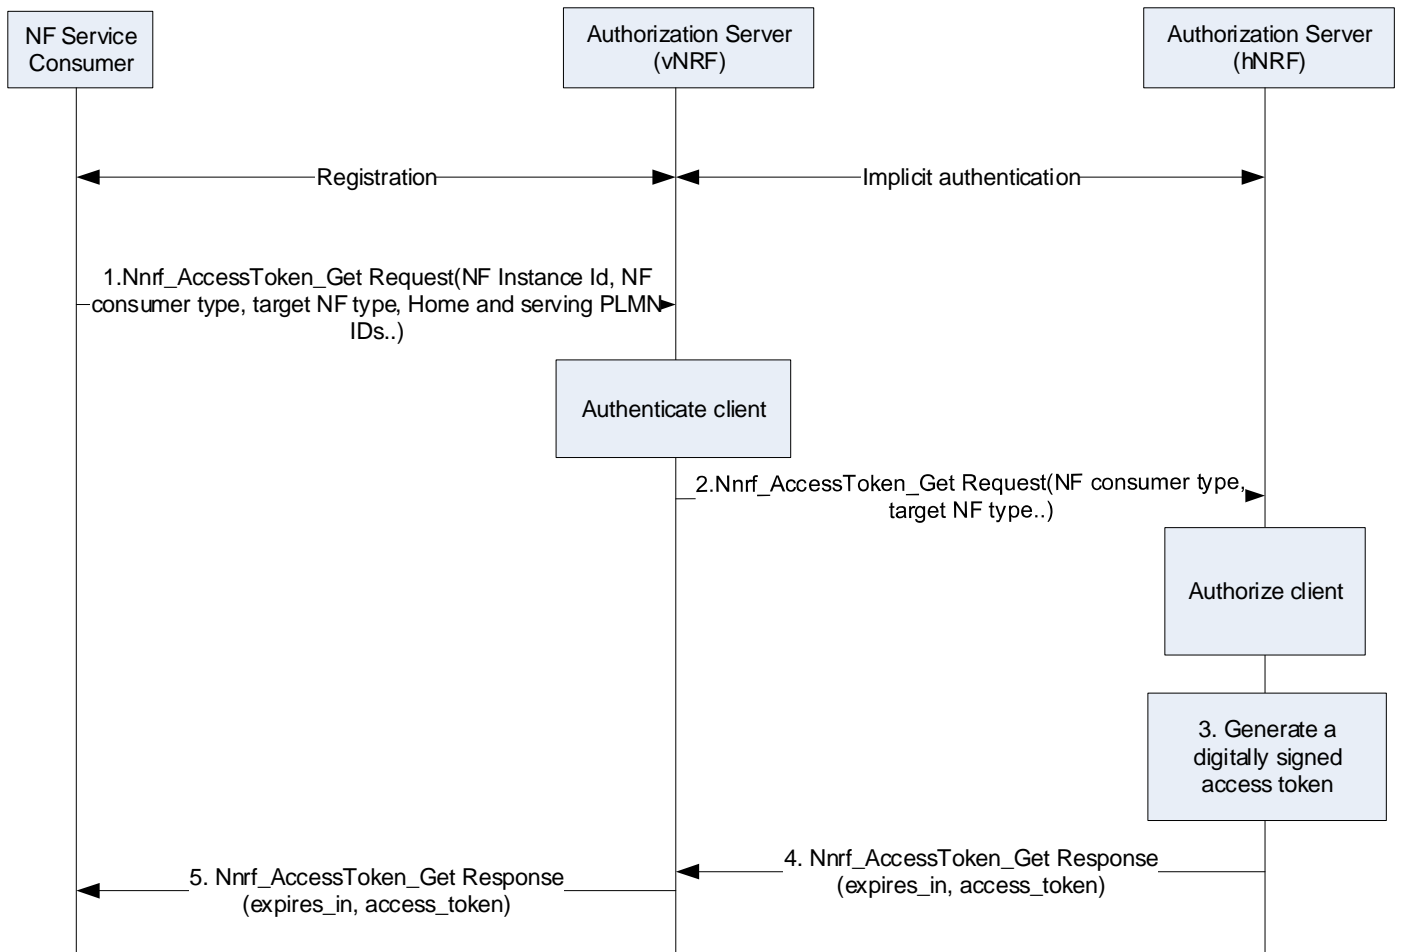 NF Service
Consumer
Authorization Server
(vNRF)
Authorization Server
(hNRF)
Registration
Implicit authentication
1.Nnrf_AccessToken_Get Request(NF Instance Id, NF
consumer type, target NF type, Home and serving PLMN
IDs..)
Authenticate client
2.Nnrf_AccessToken_Get Request(NF consumer type,
target NF type..)
Authorize client
3. Generate a
digitally signed
access token
4. Nnrf_AccessToken_Get Response
(expires_in, access_token)
5. Nnrf_AccessToken_Get Response
(expires_in, access_token)